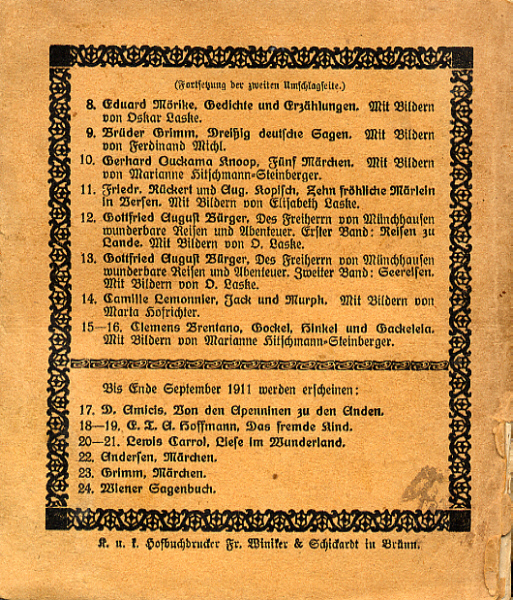 (Fortsetzung der zweiten Umschlagseite.)
8. Eduard Mörike, Gedichte und Erzählungen. Mit Bildern
von Oskar Laske.
9. Brüder Grimm, Dreißig deutsche Sagen. Mit Bildern
von Ferdinand Michl.
10. Gerhard Ouckama Knoop, Fünf Märchen. Mit Bildern
von Marianne Hitschmann-Steinberger.
11. Friedr. Rückert und Aug. Kopisch, Zehn fröhliche Märlein
in Versen. Mit Bildern von Elisabeth Laske.
12. Gottfried August Bürger, Des Freiherrn von Münchhausen
wunderbare Reisen und Abenteuer. Erster Band: Reisen zu
Lande. Mit Bildern von O. Laske.
13. Gottfried August Bürger, Des Freiherrn von Münchhausen
wunderbare Reisen und Abenteuer. Zweiter Band: Seereisen.
Mit Bildern von O. Laske.
14. Camille Lemonnier, Jack und Murph. Mit Bildern von
Marta Hofrichter.
15—16. Clemens Brentano, Gockel, Hinkel und Gackeleia.
Mit Bildern von Marianne Hitschmann-Steinberger.
Bis Ende September 1911 werden erscheinen:
17. D. Amicis, Von den Apenninen zu den Anden.
18—19. E. T. A. Hoffmann, Das fremde Kind.
20—21. Lewis Carrol, Liese im Wunderland.
22. Andersen, Märchen.
23. Grimm, Märchen.
24. Wiener Sagenbuch.
K. u. k. Hofbuchdrucker Fr. Winiker & Schickardt in Brünn.